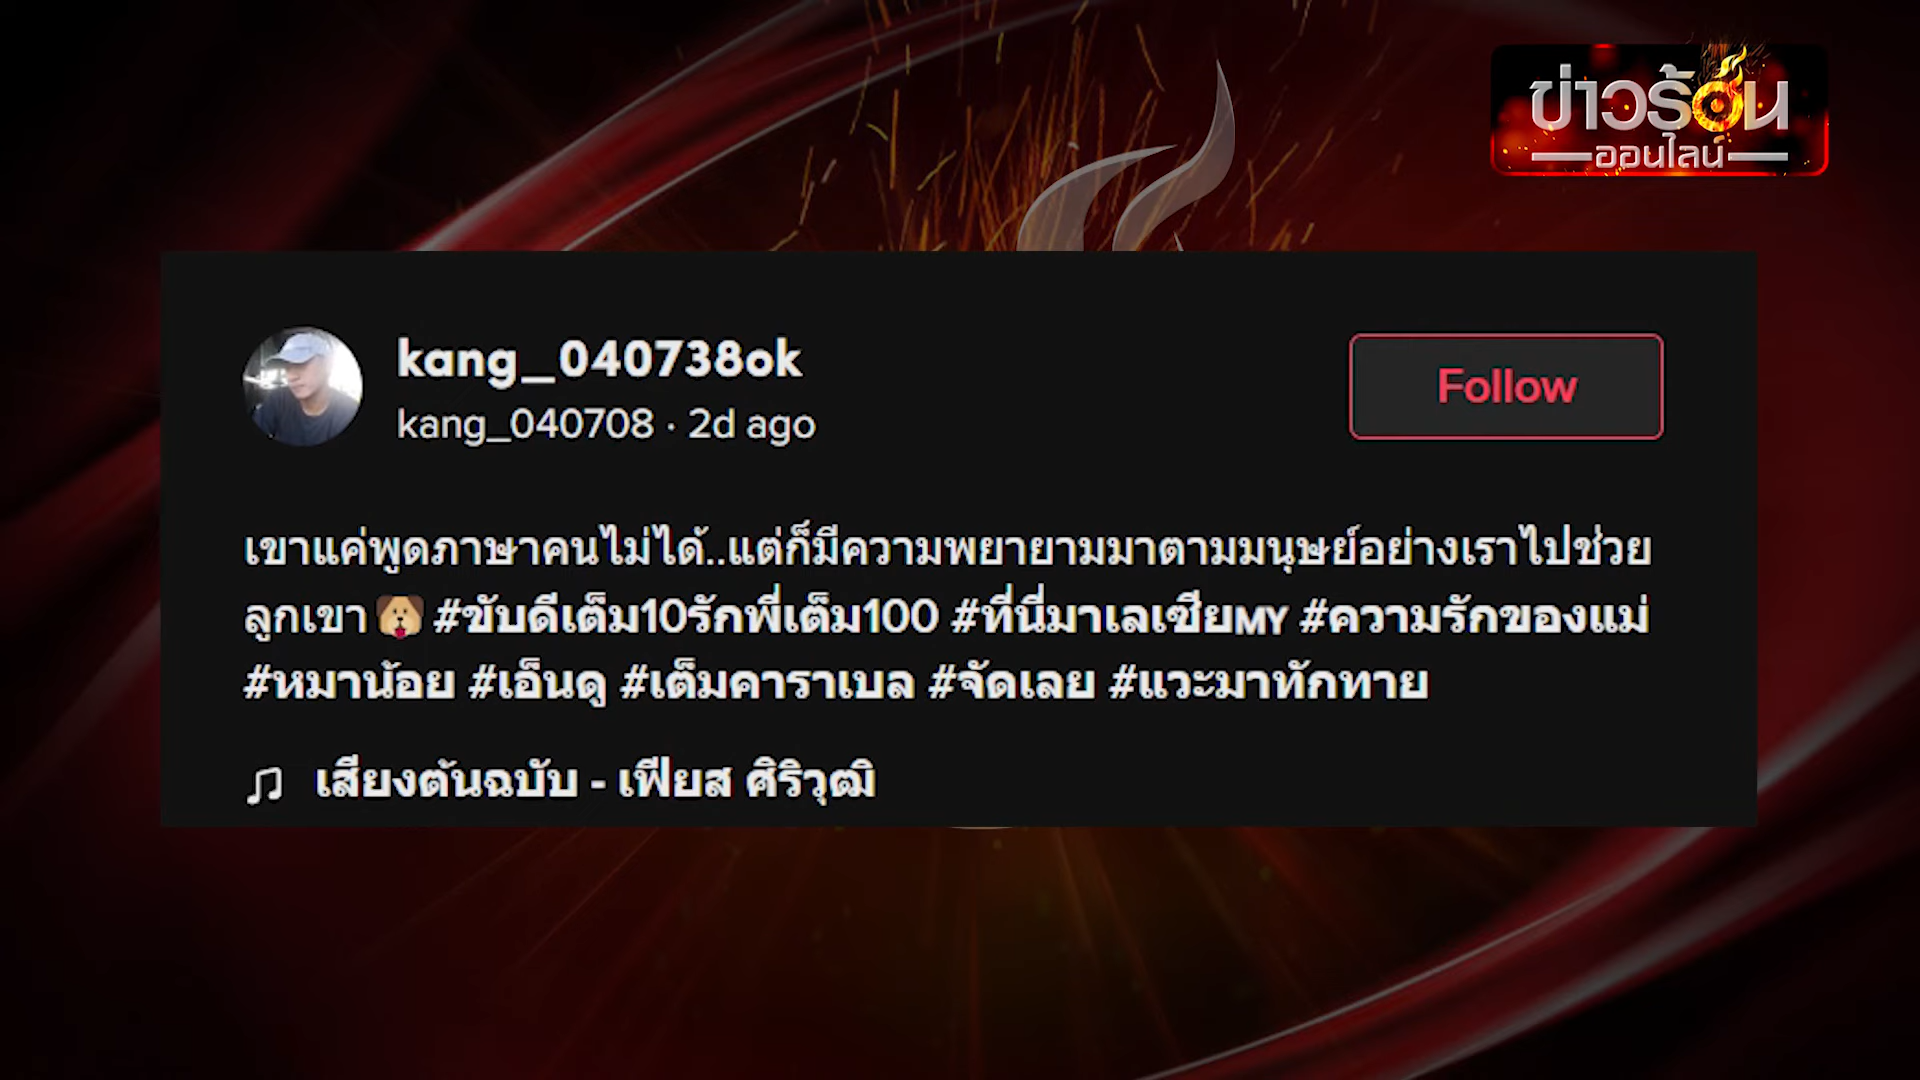 ข่าวร้อน
ออนไลน์
kang_040738ok
kang_040708 · 2d ago
Follow
เขาแค่พูดภาษาคนไม่ได้..แต่ก็มีความพยายามมาตามมนุษย์อย่างเราไปช่วย
ลูกเขา🐶 #ขับดีเต็ม10รักพี่เต็ม100 #ที่นี่มาเลเซียMY #ความรักของแม่
#หมาน้อย #เอ็นดู #เต็มคาราเบล #จัดเลย #แวะมาทักทาย
♫ เสียงต้นฉบับ - เฟียส ศิริวุฒิ